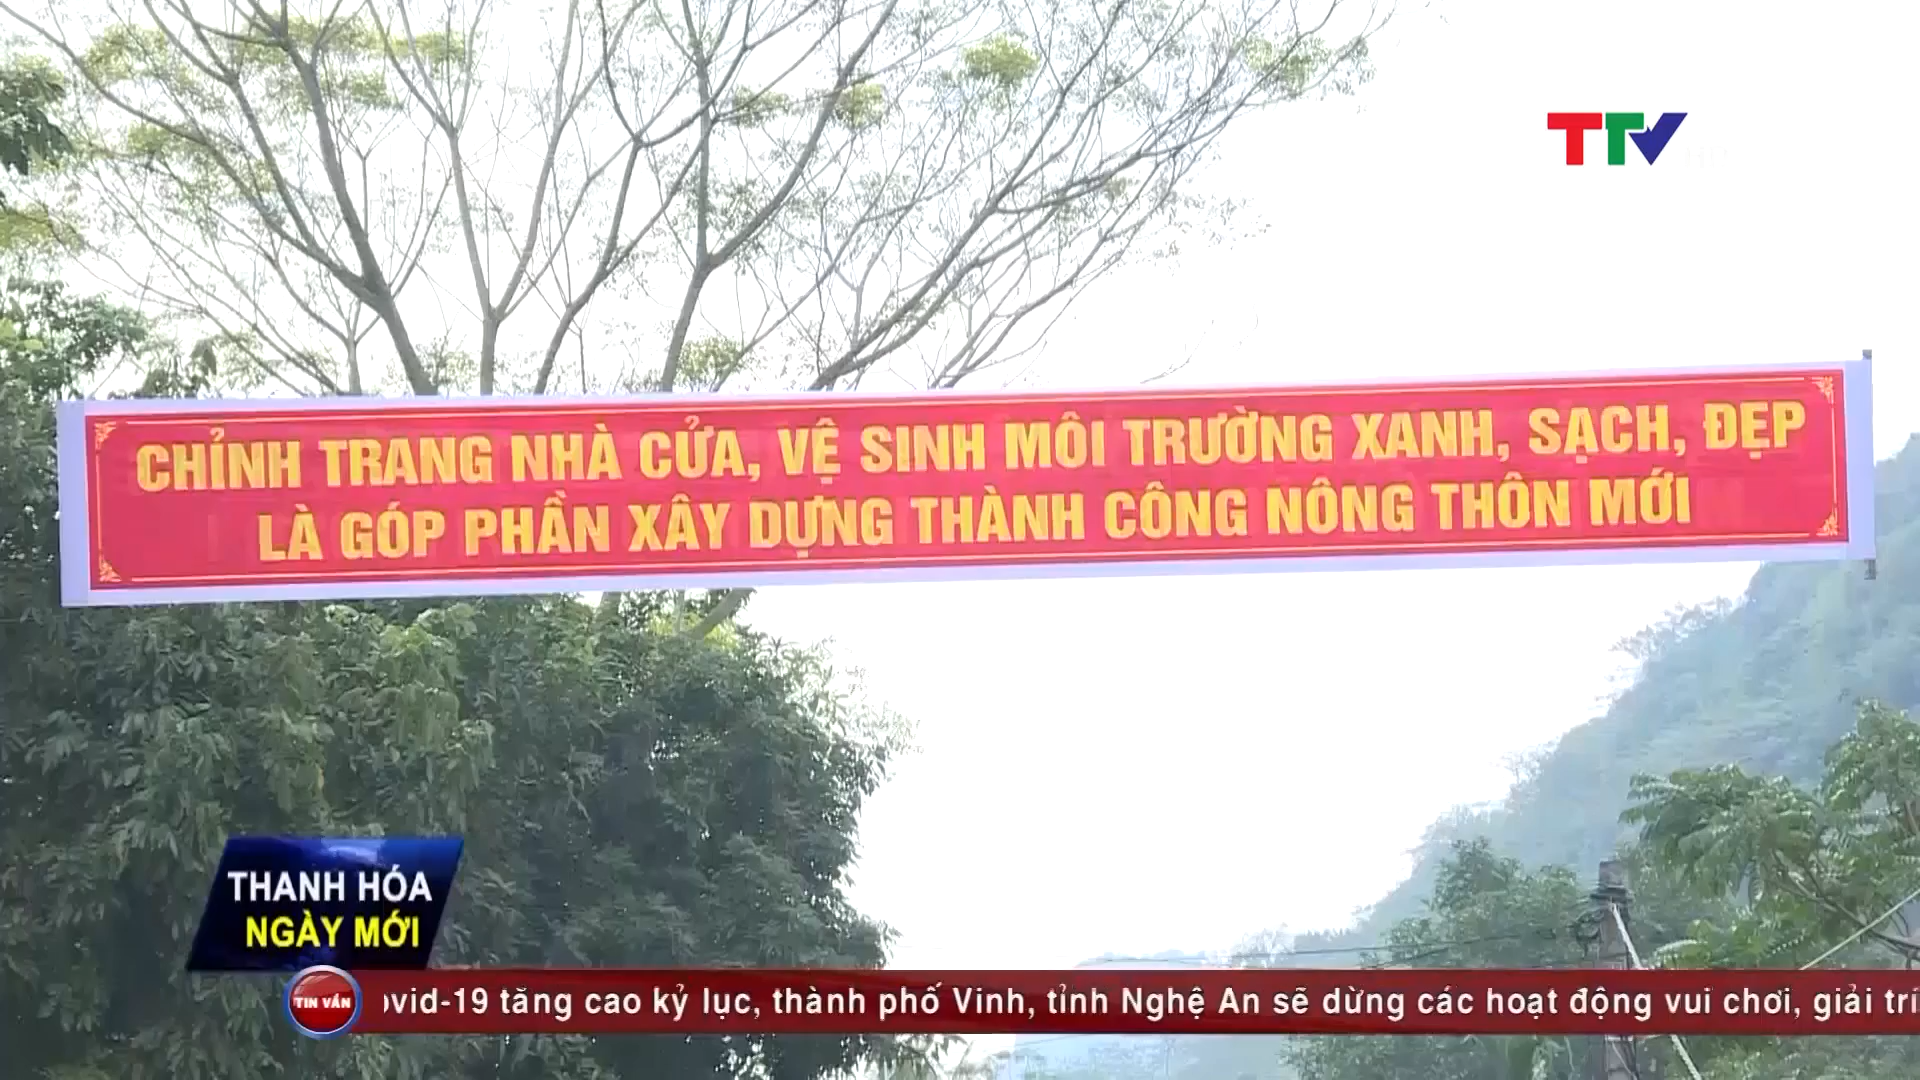 TTV
CHỈNH TRANG NHÀ CỬA, VỆ SINH MÔI TRƯỜNG XANH, SẠCH, ĐẸP
LÀ GÓP PHẦN XÂY DỰNG THÀNH CÔNG NÔNG THÔN MỚI
THANH HÓA
NGÀY MỚI
TIN VẮN
ovid-19 tăng cao kỷ lục, thành phố Vinh, tỉnh Nghệ An sẽ dừng các hoạt động vui chơi, giải trí